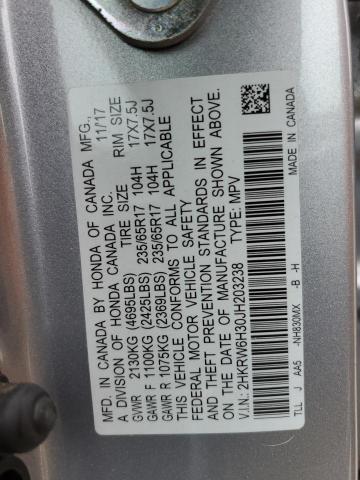 MFD. IN CANADA BY HONDA OF CANADA MFG.,
A DIVISION OF HONDA CANADA INC. 11/17
TIRE SIZE RIM SIZE
GVWR 2130KG (4695LBS)
GAWR F 1100KG (2425LBS) 235/65R17 104H 17X7.5J
GAWR R 1075KG (2369LBS) 235/65R17 104H 17X7.5J
THIS VEHICLE CONFORMS TO ALL APPLICABLE
FEDERAL MOTOR VEHICLE SAFETY
AND THEFT PREVENTION STANDARDS IN EFFECT
ON THE DATE OF MANUFACTURE SHOWN ABOVE.
V.I.N.: 2HKRW6H30JH203238 TYPE: MPV
TLL J AA5 -NH830MX -B -H
MADE IN CANADA